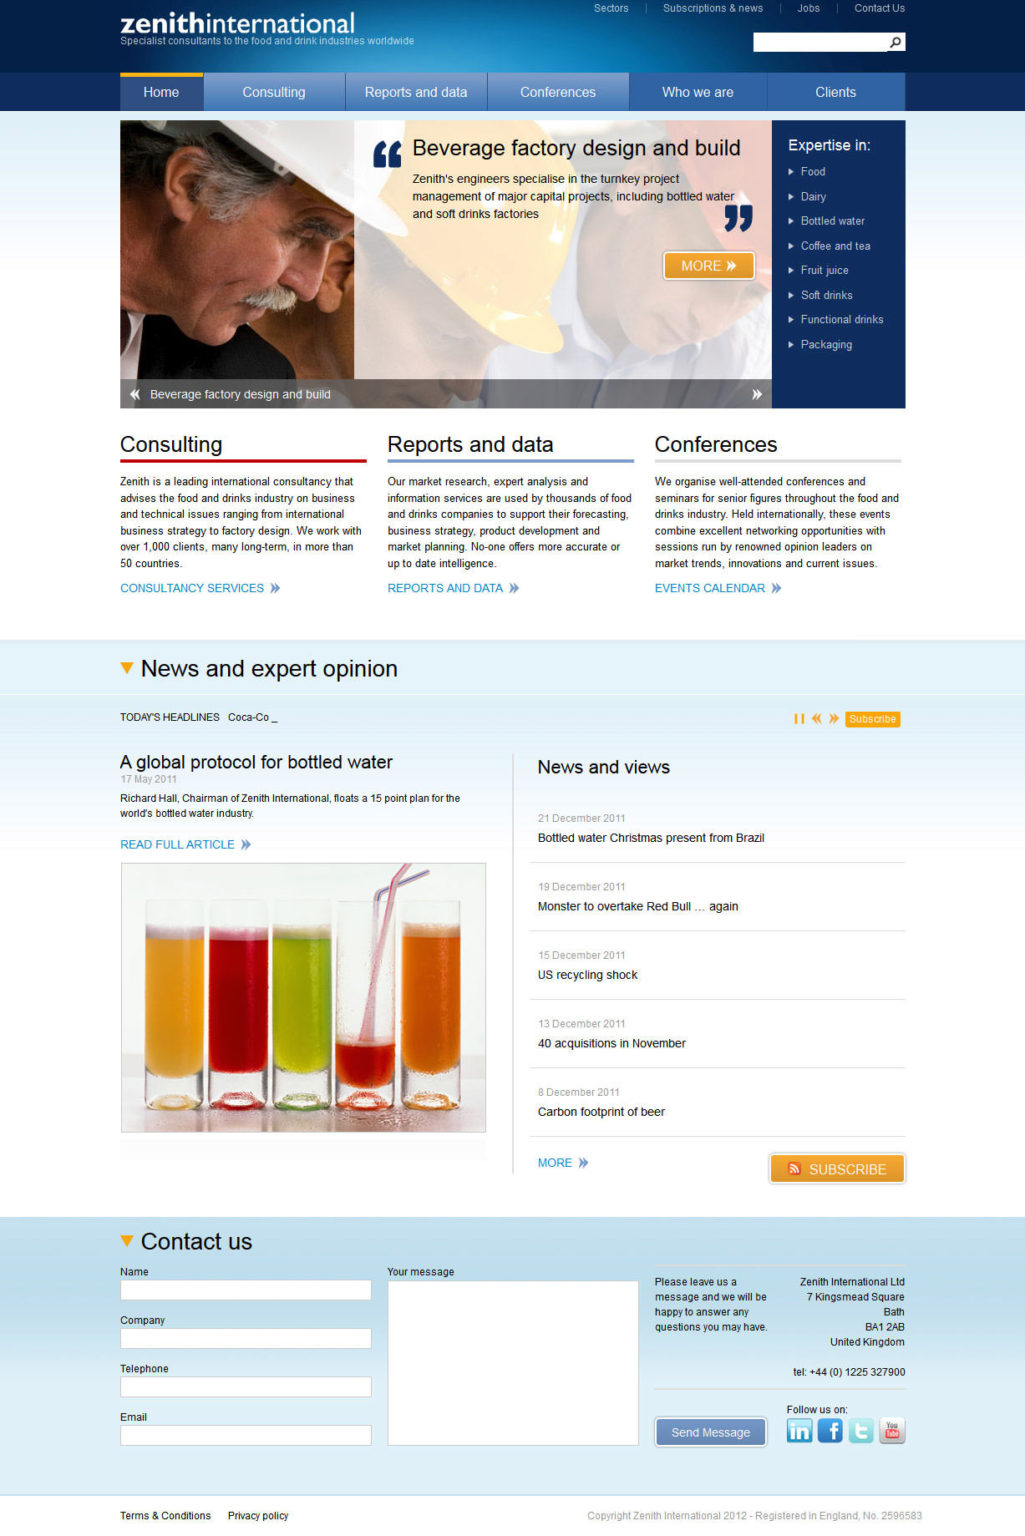 Sectors | Subscriptions & news | Jobs | Contact Us
zenithinternational
Specialist consultants to the food and drink industries worldwide
Home Consulting Reports and data Conferences Who we are Clients
Beverage factory design and build
Zenith's engineers specialise in the turnkey project
management of major capital projects, including bottled water
and soft drinks factories
MORE
Beverage factory design and build
Expertise in:
Food
Dairy
Bottled water
Coffee and tea
Fruit juice
Soft drinks
Functional drinks
Packaging
Consulting
Zenith is a leading international consultancy that
advises the food and drinks industry on business
and technical issues ranging from international
business strategy to factory design. We work with
over 1,000 clients, many long-term, in more than
50 countries.
CONSULTANCY SERVICES
Reports and data
Our market research, expert analysis and
information services are used by thousands of food
and drinks companies to support their forecasting,
business strategy, product development and
market planning. No-one offers more accurate or
up to date intelligence.
REPORTS AND DATA
Conferences
We organise well-attended conferences and
seminars for senior figures throughout the food and
drinks industry. Held internationally, these events
combine excellent networking opportunities with
sessions run by renowned opinion leaders on
market trends, innovations and current issues.
EVENTS CALENDAR
News and expert opinion
TODAY'S HEADLINES Coca-Co _
Subscribe
A global protocol for bottled water
17 May 2011
Richard Hall, Chairman of Zenith International, floats a 15 point plan for the
world's bottled water industry.
READ FULL ARTICLE
News and views
21 December 2011
Bottled water Christmas present from Brazil
19 December 2011
Monster to overtake Red Bull ... again
15 December 2011
US recycling shock
13 December 2011
40 acquisitions in November
8 December 2011
Carbon footprint of beer
MORE
SUBSCRIBE
Contact us
Name
Company
Telephone
Email
Your message
Please leave us a
message and we will be
happy to answer any
questions you may have.
Zenith International Ltd
7 Kingsmead Square
Bath
BA1 2AB
United Kingdom
tel: +44 (0) 1225 327900
Send Message
Follow us on:
in f t You Tube
Terms & Conditions Privacy policy
Copyright Zenith International 2012 - Registered in England, No. 2596583